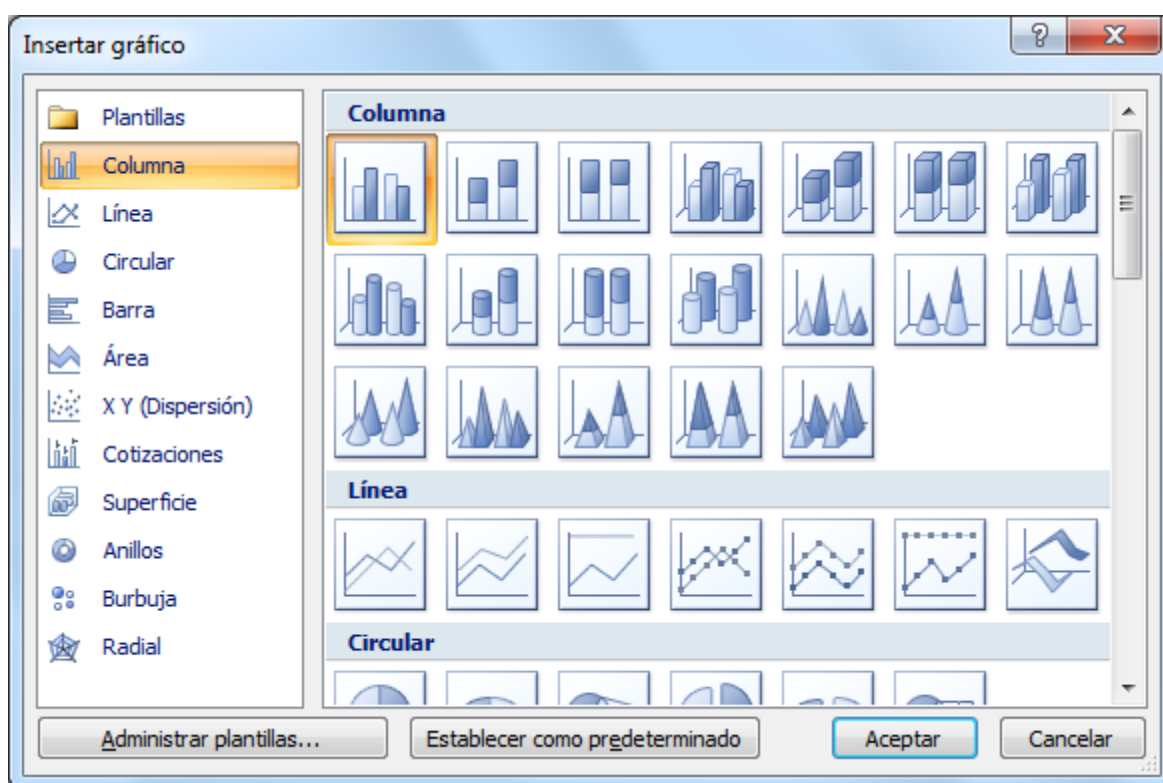 Insertar gráfico
Plantillas
Columna
Línea
Circular
Barra
Área
X Y (Dispersión)
Cotizaciones
Superficie
Anillos
Burbuja
Radial
Columna
Línea
Circular
Administrar plantillas...
Establecer como predeterminado
Aceptar
Cancelar